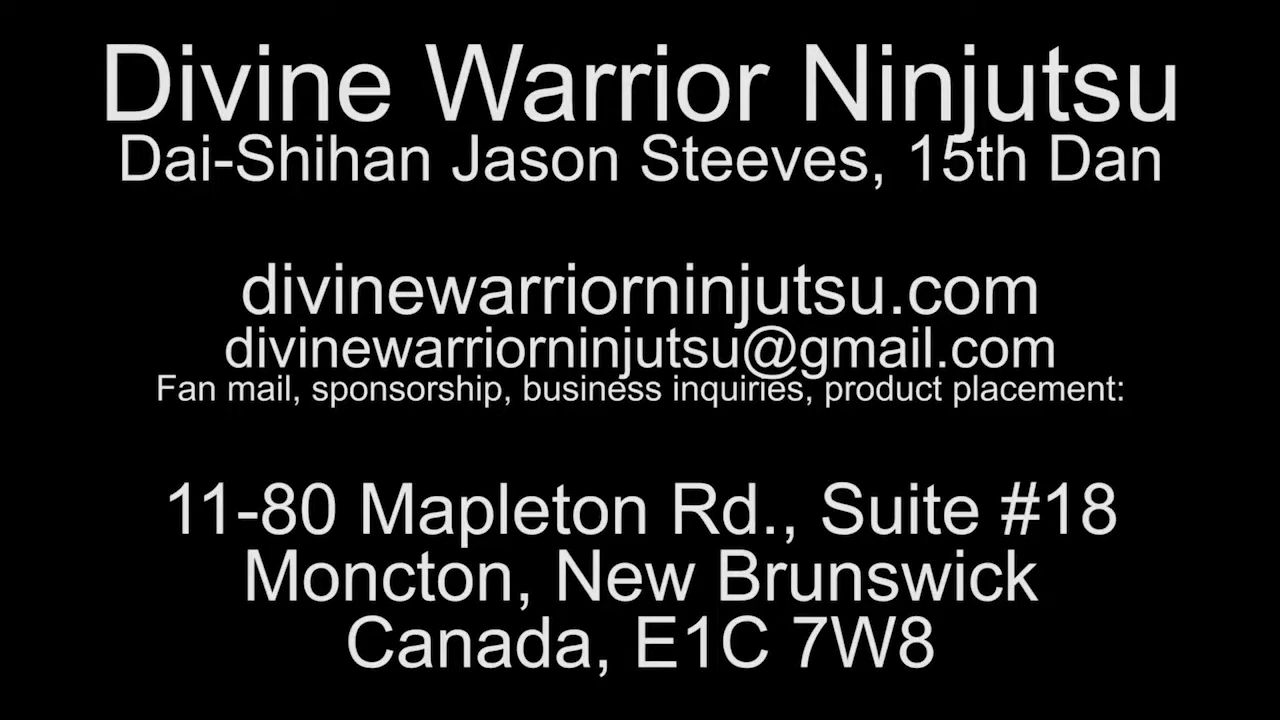 Divine Warrior Ninjutsu
Dai-Shihan Jason Steeves, 15th Dan
divinewarriorninjutsu.com
divinewarriorninjutsu@gmail.com
Fan mail, sponsorship, business inquiries, product placement:
11-80 Mapleton Rd., Suite #18
Moncton, New Brunswick
Canada, E1C 7W8